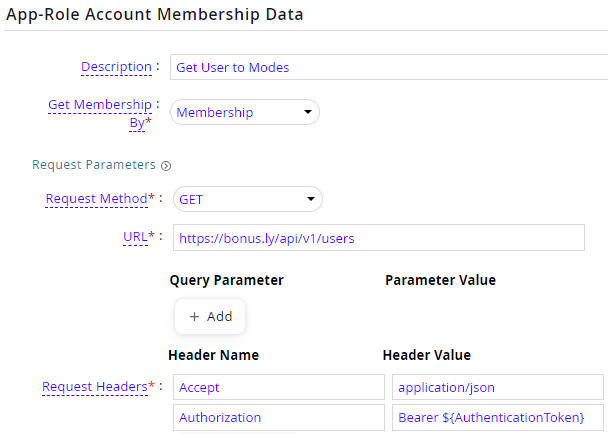 App-Role Account Membership Data
Description : Get User to Modes
Get Membership : Membership
By*
Request Parameters
Request Method* : GET
URL* : https://bonus.ly/api/v1/users
Query Parameter Parameter Value
+ Add
Header Name Header Value
Request Headers* : Accept application/json
Authorization Bearer ${AuthenticationToken}